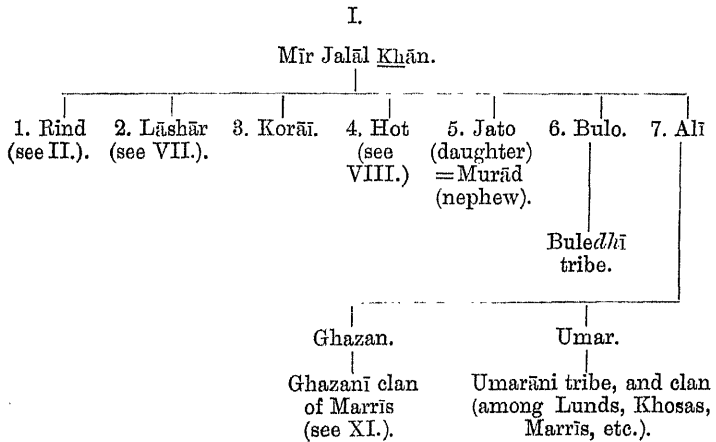 I.
Mīr Jalāl Khān.
1. Rind 2. Lāshār 3. Korāī. 4. Hot 5. Jato 6. Bulo. 7. Alī
(see II.). (see VII.). (see (daughter)
VIII.) =Murād
(nephew).
Buledhī
tribe.
Ghazan. Umar.
Ghazanī clan Umarāni tribe, and clan
of Marrīs (among Lunds, Khosas,
(see XI.). Marrīs, etc.).